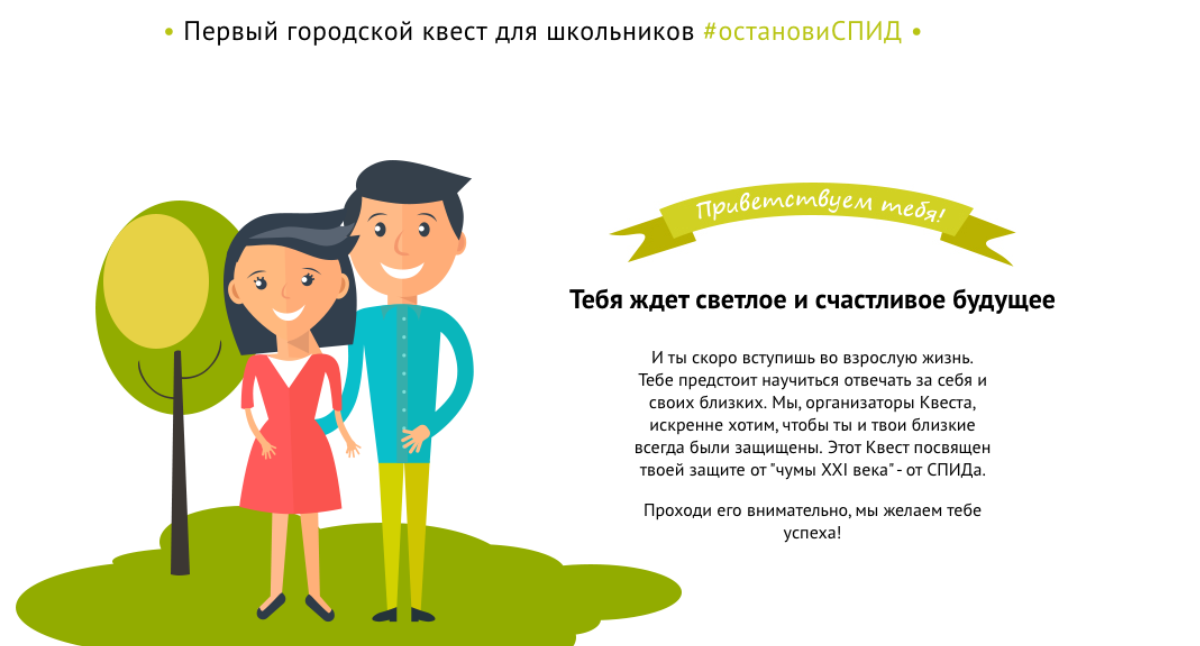 • Первый городской квест для школьников #остановиСПИД •
Приветствуем тебя!
Тебя ждет светлое и счастливое будущее
И ты скоро вступишь во взрослую жизнь.
Тебе предстоит научиться отвечать за себя и
своих близких. Мы, организаторы Квеста,
искренне хотим, чтобы ты и твои близкие
всегда были защищены. Этот Квест посвящен
твоей защите от "чумы XXI века" - от СПИДа.
Проходи его внимательно, мы желаем тебе
успеха!